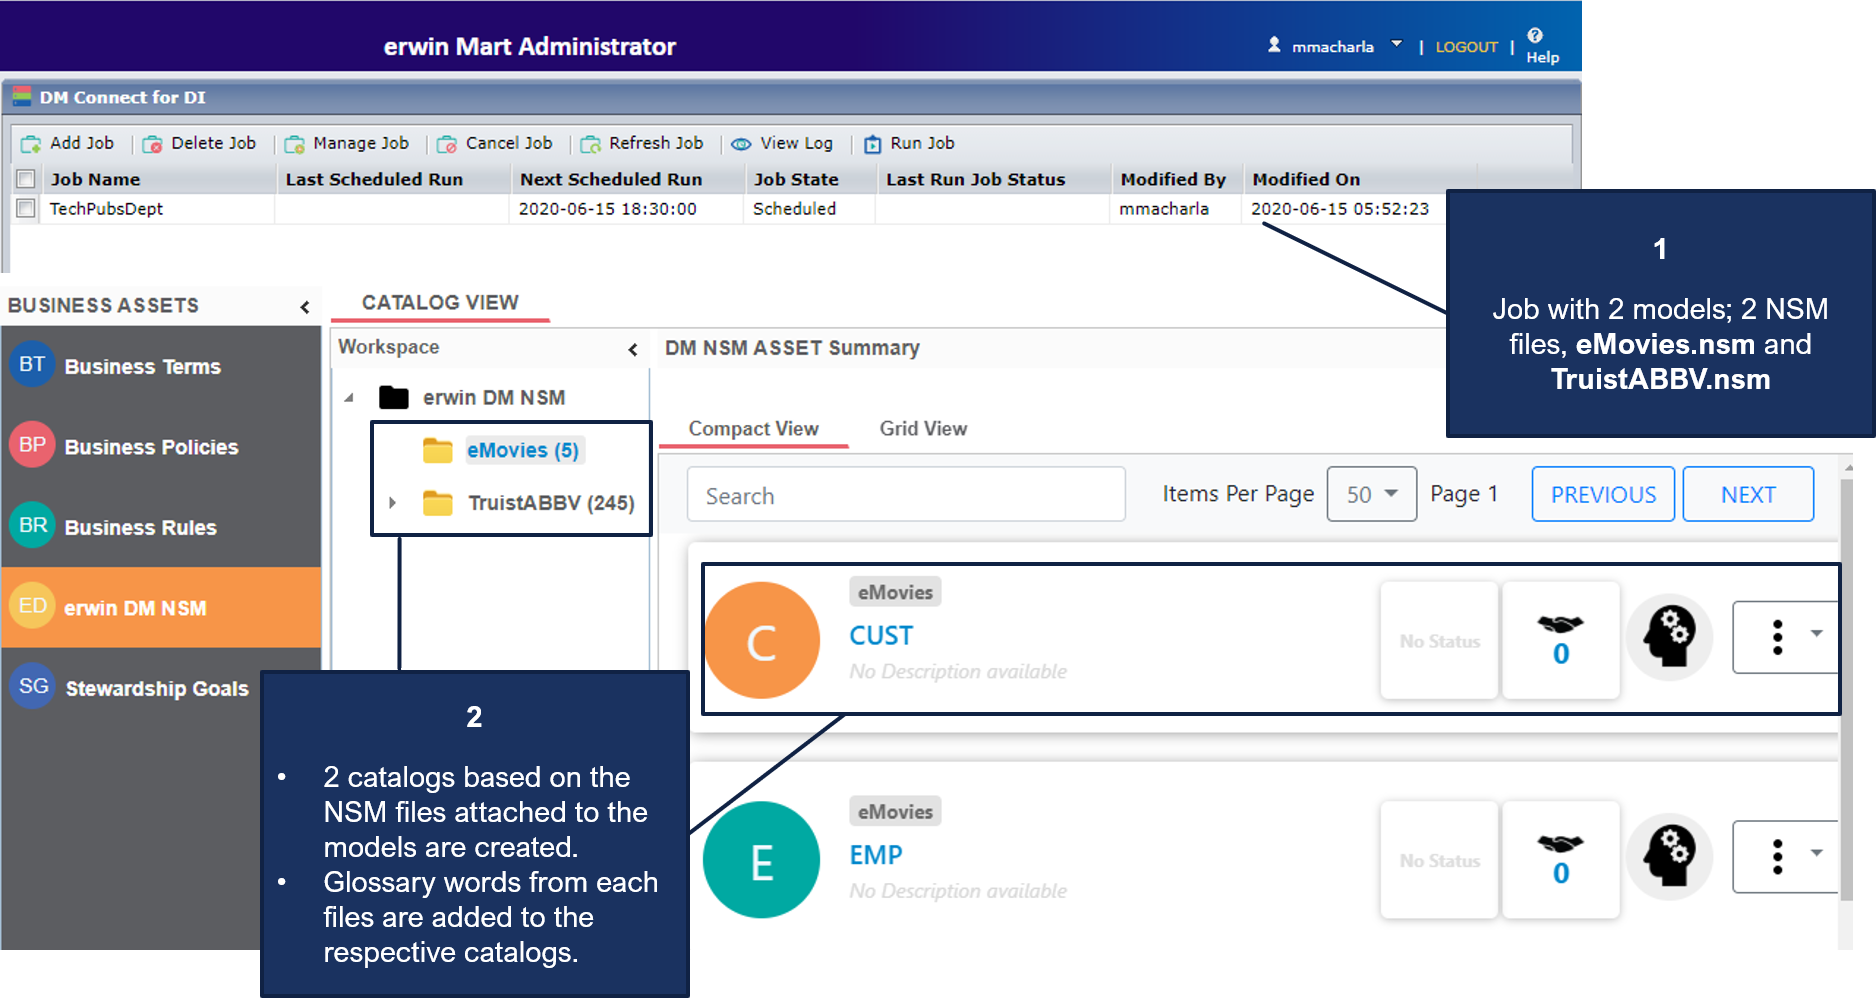 erwin Mart Administrator
mmacharla | LOGOUT | Help
DM Connect for DI
Add Job Delete Job Manage Job Cancel Job Refresh Job View Log Run Job
Job Name Last Scheduled Run Next Scheduled Run Job State Last Run Job Status Modified By Modified On
TechPubsDept 2020-06-15 18:30:00 Scheduled mmacharla 2020-06-15 05:52:23
1
Job with 2 models; 2 NSM
files, eMovies.nsm and
TruistABBV.nsm
BUSINESS ASSETS
BT Business Terms
BP Business Policies
BR Business Rules
ED erwin DM NSM
SG Stewardship Goals
CATALOG VIEW
Workspace
erwin DM NSM
eMovies (5)
TruistABBV (245)
DM NSM ASSET Summary
Compact View Grid View
Search Items Per Page 50 Page 1 PREVIOUS NEXT
C
eMovies
CUST
No Description available
No Status
0
E
eMovies
EMP
No Description available
No Status
0
2
• 2 catalogs based on the
NSM files attached to the
models are created.
• Glossary words from each
files are added to the
respective catalogs.